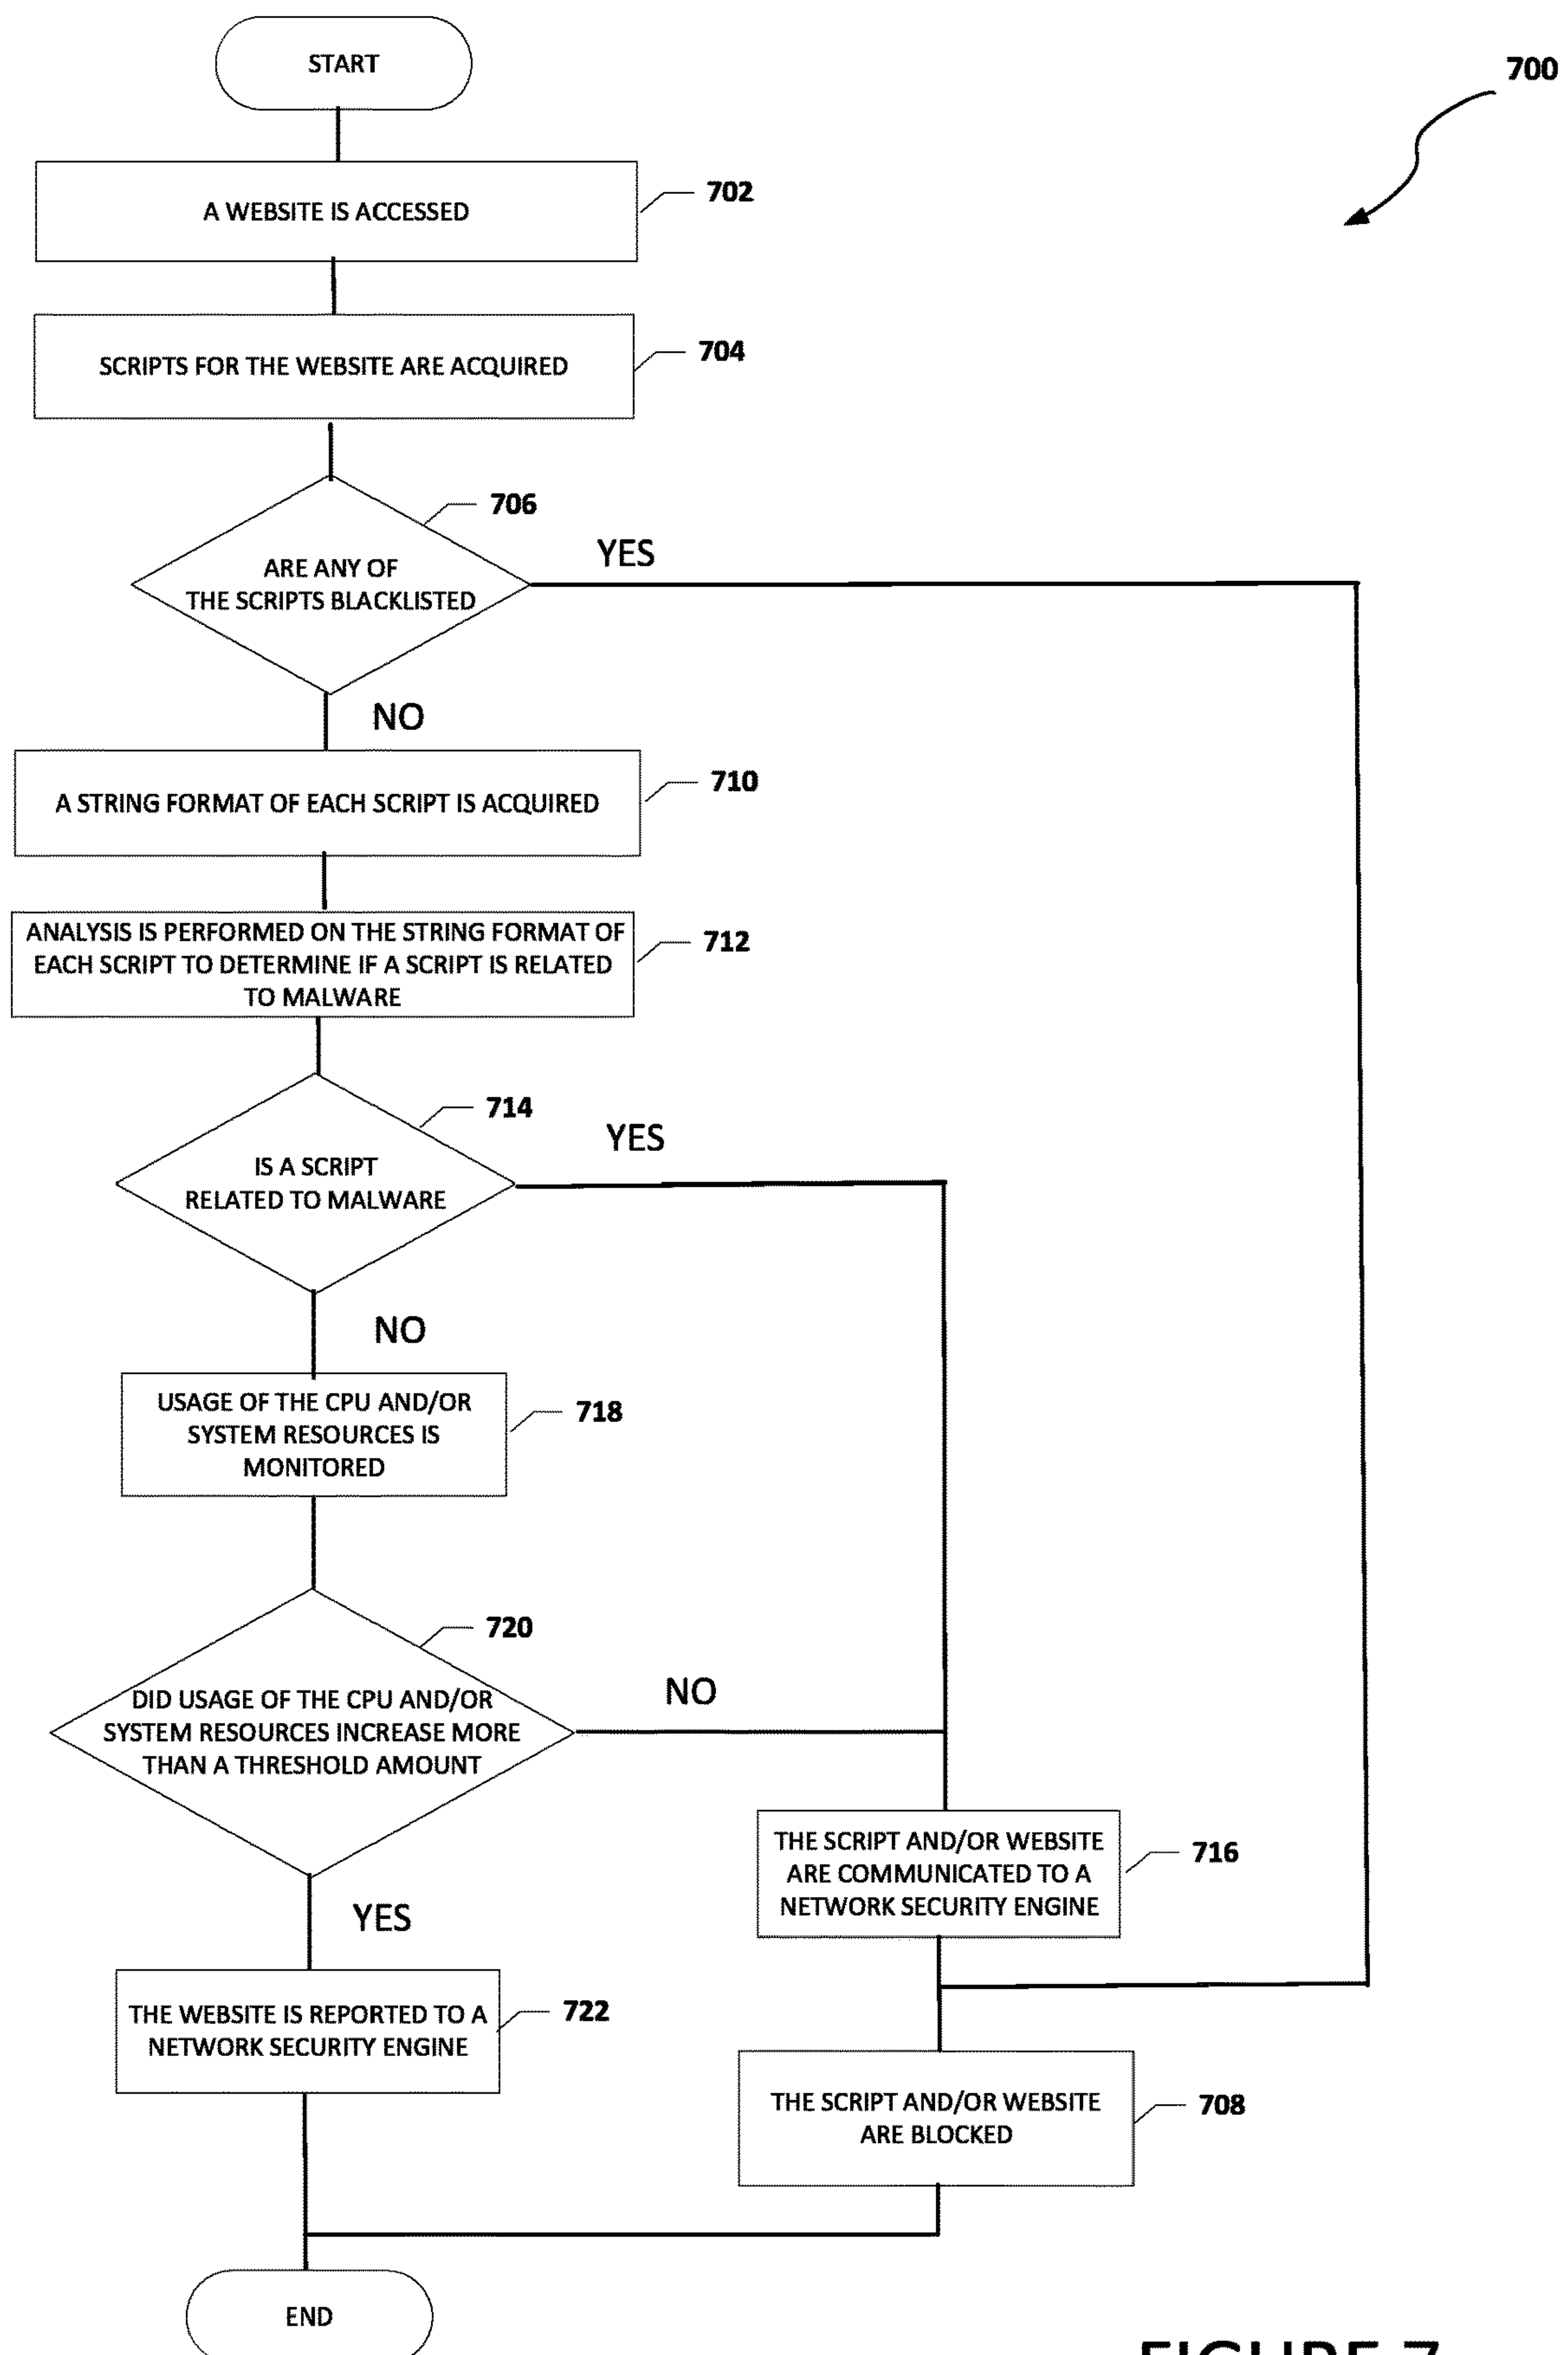 START
700
A WEBSITE IS ACCESSED
702
SCRIPTS FOR THE WEBSITE ARE ACQUIRED
704
706
ARE ANY OF
THE SCRIPTS BLACKLISTED
YES
NO
A STRING FORMAT OF EACH SCRIPT IS ACQUIRED
710
ANALYSIS IS PERFORMED ON THE STRING FORMAT OF
EACH SCRIPT TO DETERMINE IF A SCRIPT IS RELATED
TO MALWARE
712
714
IS A SCRIPT
RELATED TO MALWARE
YES
NO
USAGE OF THE CPU AND/OR
SYSTEM RESOURCES IS
MONITORED
718
720
DID USAGE OF THE CPU AND/OR
SYSTEM RESOURCES INCREASE MORE
THAN A THRESHOLD AMOUNT
NO
YES
THE SCRIPT AND/OR WEBSITE
ARE COMMUNICATED TO A
NETWORK SECURITY ENGINE
716
THE WEBSITE IS REPORTED TO A
NETWORK SECURITY ENGINE
722
THE SCRIPT AND/OR WEBSITE
ARE BLOCKED
708
END
FIGURE 7